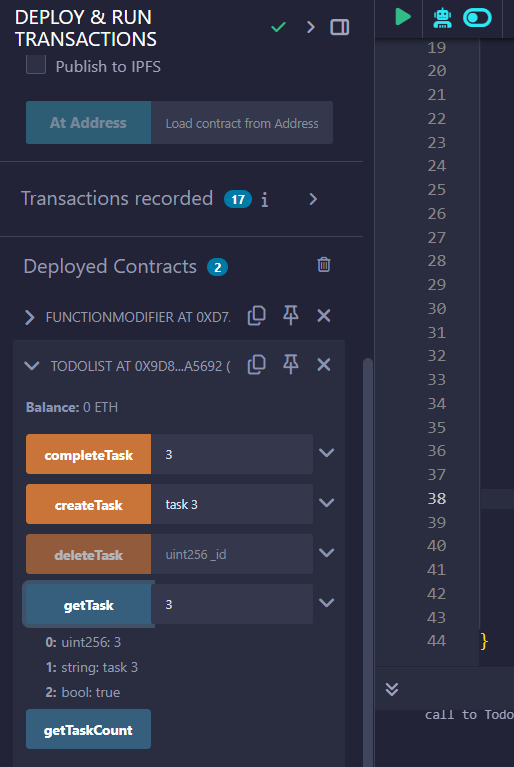 DEPLOY & RUN
TRANSACTIONS
Publish to IPFS
At Address Load contract from Address
Transactions recorded 17 i
Deployed Contracts 2
FUNCTIONMODIFIER AT 0XD7.
TODOLIST AT 0X9D8...A5692 (
Balance: 0 ETH
completeTask 3
createTask task 3
deleteTask uint256 _id
getTask 3
0: uint256: 3
1: string: task 3
2: bool: true
getTaskCount
19
20
21
22
23
24
25
26
27
28
29
30
31
32
33
34
35
36
37
38
39
40
41
42
43
44 }
call to Todo